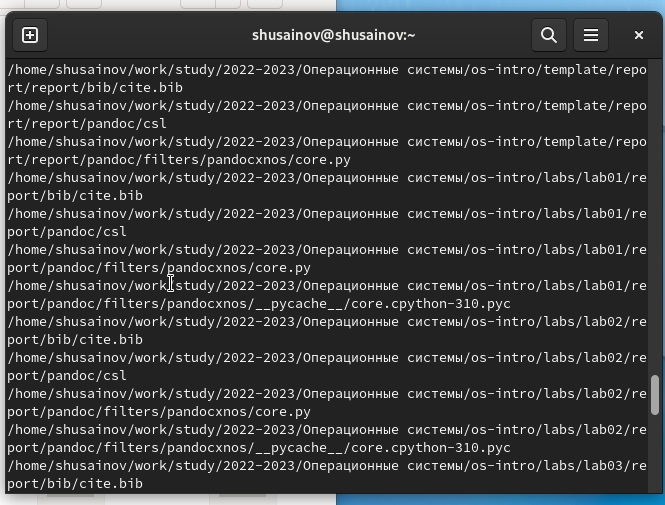 shusainov@shusainov:~
/home/shusainov/work/study/2022-2023/Операционные системы/os-intro/template/repo
rt/report/bib/cite.bib
/home/shusainov/work/study/2022-2023/Операционные системы/os-intro/template/repo
rt/report/pandoc/csl
/home/shusainov/work/study/2022-2023/Операционные системы/os-intro/template/repo
rt/report/pandoc/filters/pandocxnos/core.py
/home/shusainov/work/study/2022-2023/Операционные системы/os-intro/labs/lab01/re
port/bib/cite.bib
/home/shusainov/work/study/2022-2023/Операционные системы/os-intro/labs/lab01/re
port/pandoc/csl
/home/shusainov/work/study/2022-2023/Операционные системы/os-intro/labs/lab01/re
port/pandoc/filters/pandocxnos/core.py
/home/shusainov/work/study/2022-2023/Операционные системы/os-intro/labs/lab01/re
port/pandoc/filters/pandocxnos/__pycache__/core.cpython-310.pyc
/home/shusainov/work/study/2022-2023/Операционные системы/os-intro/labs/lab02/re
port/bib/cite.bib
/home/shusainov/work/study/2022-2023/Операционные системы/os-intro/labs/lab02/re
port/pandoc/csl
/home/shusainov/work/study/2022-2023/Операционные системы/os-intro/labs/lab02/re
port/pandoc/filters/pandocxnos/core.py
/home/shusainov/work/study/2022-2023/Операционные системы/os-intro/labs/lab02/re
port/pandoc/filters/pandocxnos/__pycache__/core.cpython-310.pyc
/home/shusainov/work/study/2022-2023/Операционные системы/os-intro/labs/lab03/re
port/bib/cite.bib